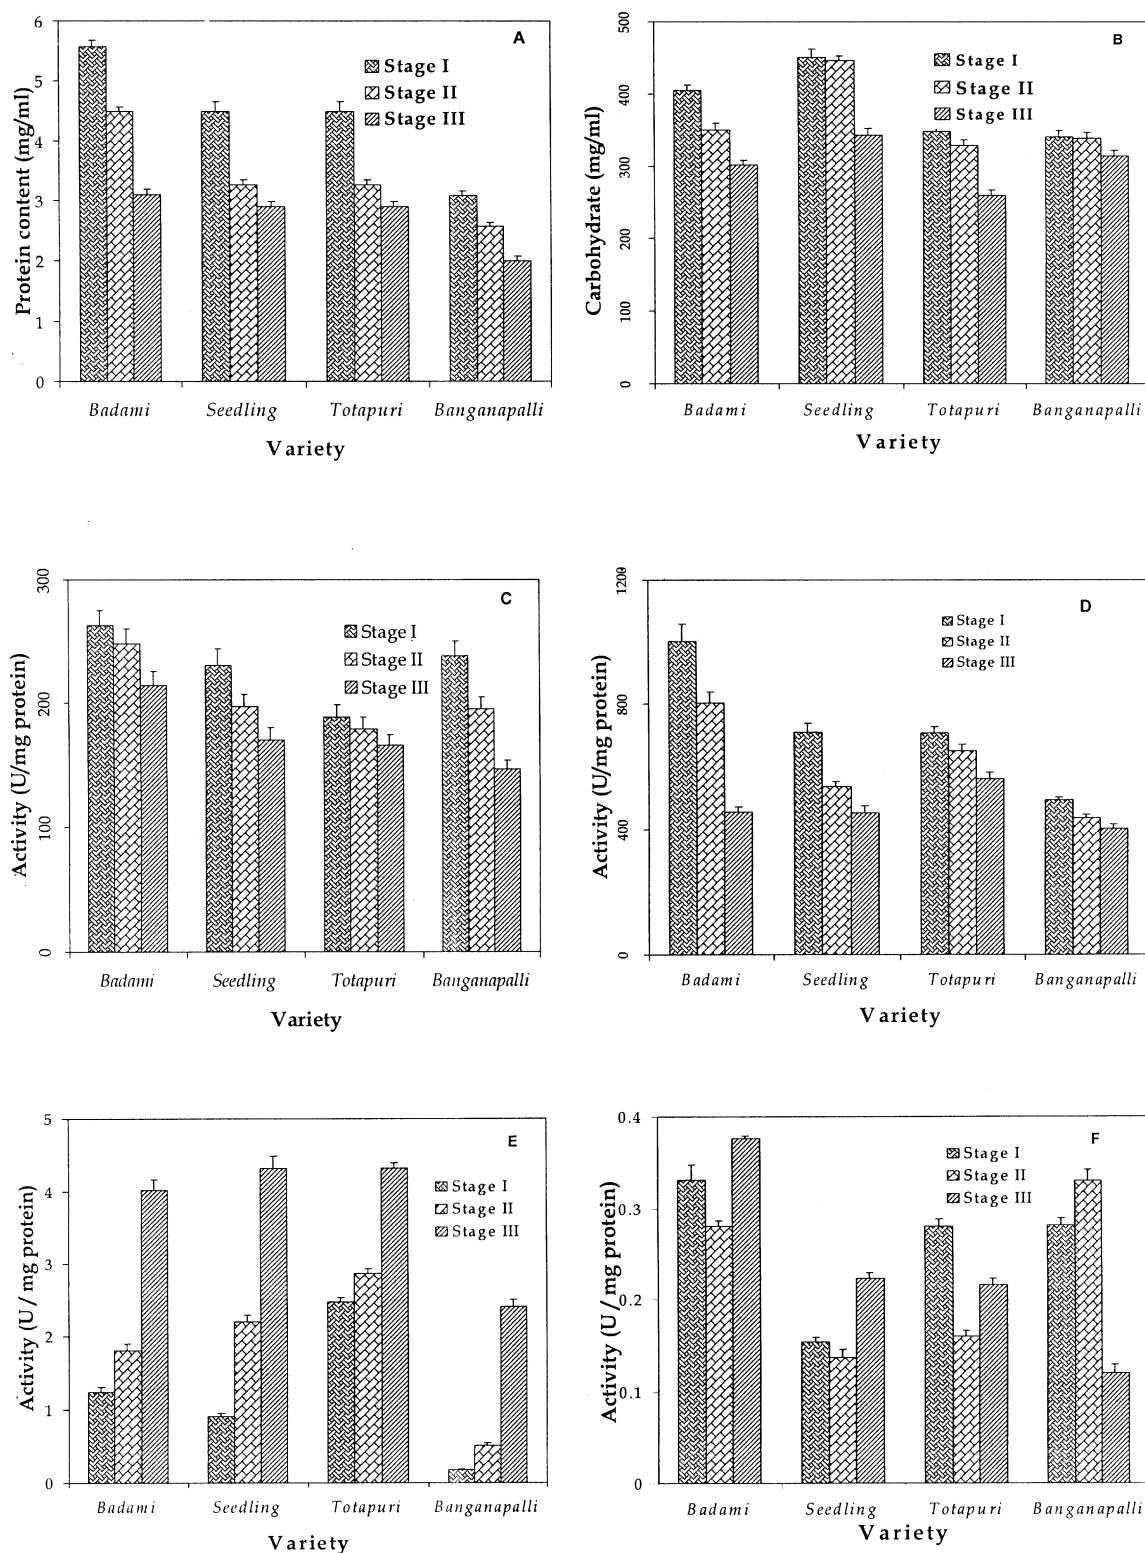 A
Protein content (mg/ml)
6
5
4
3
2
1
0
Stage I
Stage II
Stage III
Badami Seedling Totapuri Banganapalli
Variety
B
Carbohydrate (mg/ml)
500
400
300
200
100
0
Stage I
Stage II
Stage III
Badami Seedling Totapuri Banganapalli
Variety
C
Activity (U/mg protein)
300
200
100
0
Stage I
Stage II
Stage III
Badami Seedling Totapuri Banganapalli
Variety
D
Activity (U/mg protein)
1200
800
400
0
Stage I
Stage II
Stage III
Badami Seedling Totapuri Banganapalli
Variety
E
Activity (U / mg protein)
5
4
3
2
1
0
Stage I
Stage II
Stage III
Badami Seedling Totapuri Banganapalli
Variety
F
Activity (U / mg protein)
0.4
0.3
0.2
0.1
0
Stage I
Stage II
Stage III
Badami Seedling Totapuri Banganapalli
Variety